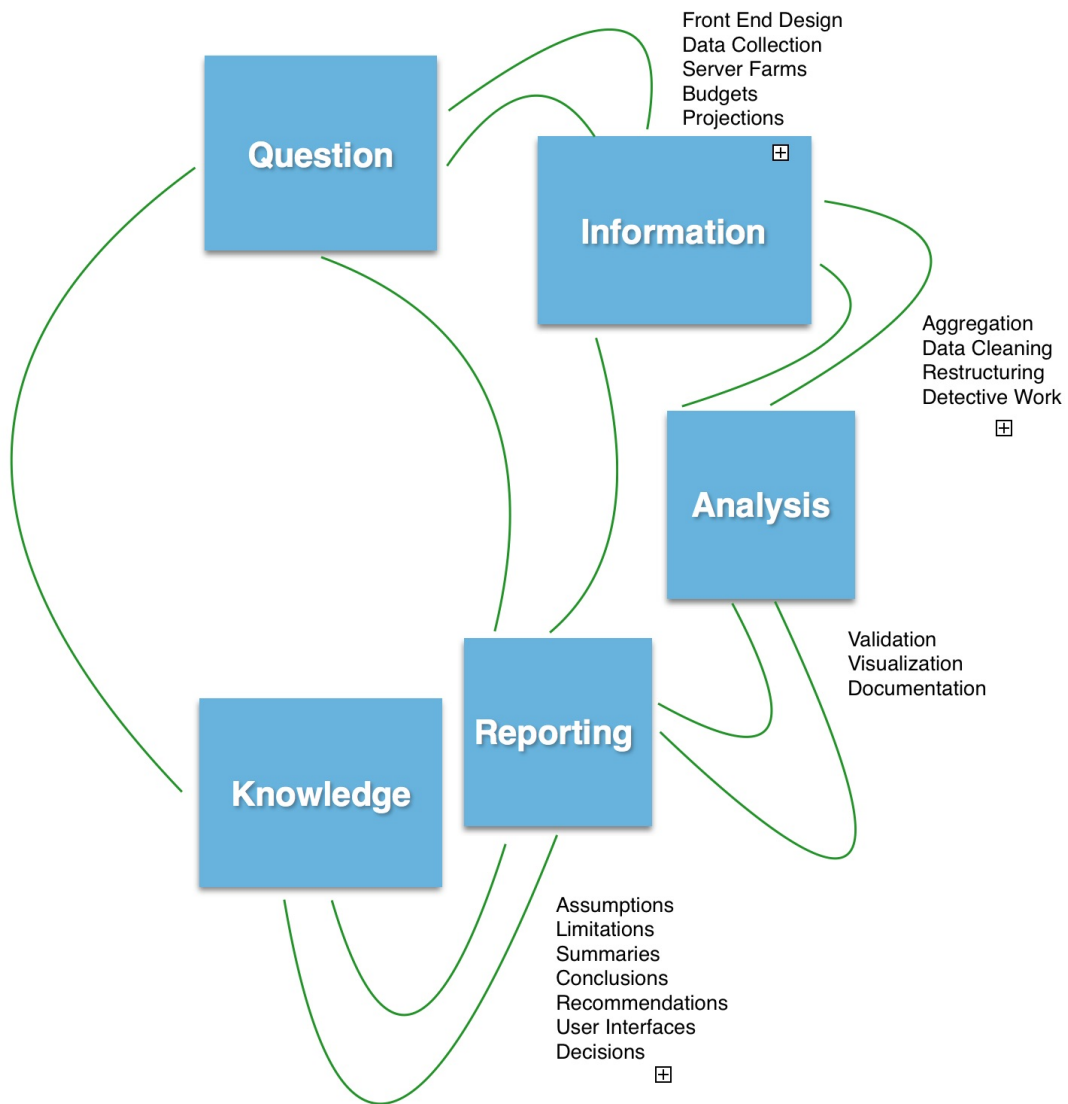 Front End Design
Data Collection
Server Farms
Budgets
Projections
Question
Information
Aggregation
Data Cleaning
Restructuring
Detective Work
Analysis
Validation
Visualization
Documentation
Reporting
Knowledge
Assumptions
Limitations
Summaries
Conclusions
Recommendations
User Interfaces
Decisions